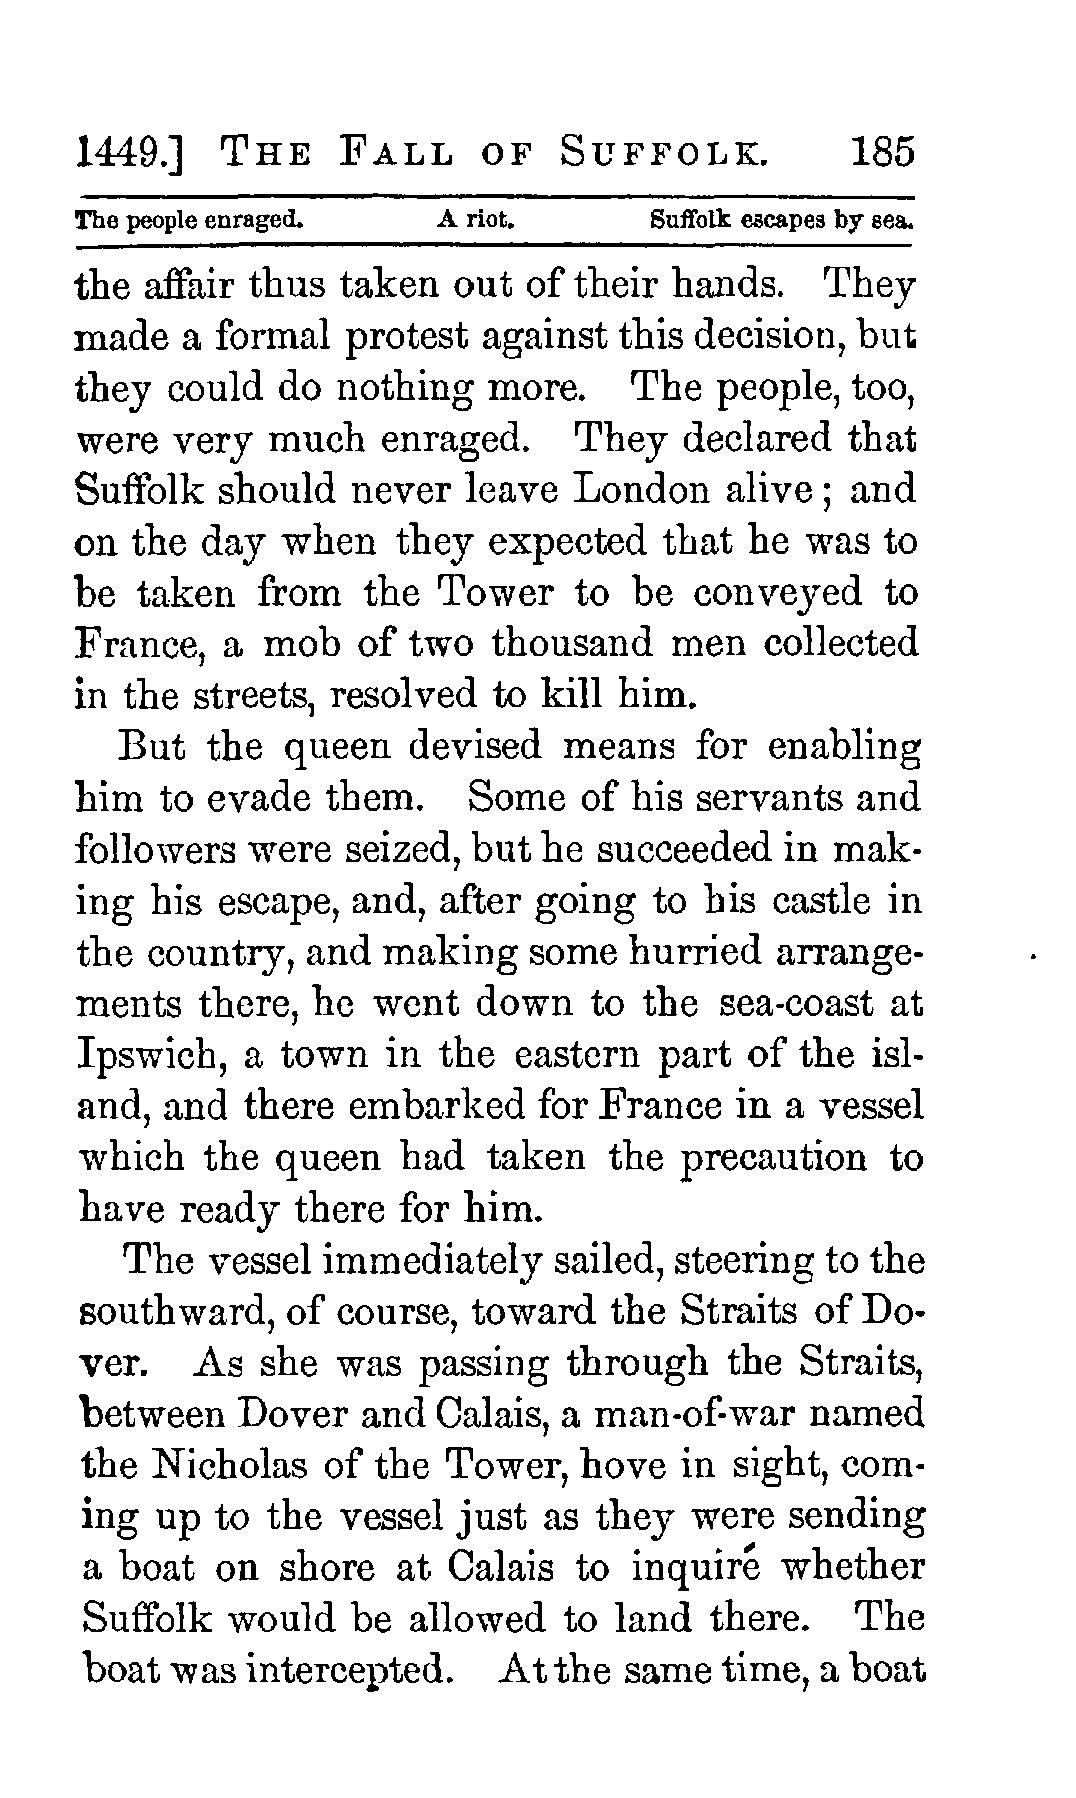 1449.] THE FALL OF SUFFOLK. 185
The people enraged. A riot. Suffolk escapes by sea.
the affair thus taken out of their hands. They
made a formal protest against this decision, but
they could do nothing more. The people, too,
were very much enraged. They declared that
Suffolk should never leave London alive; and
on the day when they expected that he was to
be taken from the Tower to be conveyed to
France, a mob of two thousand men collected
in the streets, resolved to kill him.
But the queen devised means for enabling
him to evade them. Some of his servants and
followers were seized, but he succeeded in mak-
ing his escape, and, after going to his castle in
the country, and making some hurried arrange-
ments there, he went down to the sea-coast at
Ipswich, a town in the eastern part of the isl-
and, and there embarked for France in a vessel
which the queen had taken the precaution to
have ready there for him.
The vessel immediately sailed, steering to the
southward, of course, toward the Straits of Do-
ver. As she was passing through the Straits,
between Dover and Calais, a man-of-war named
the Nicholas of the Tower, hove in sight, com-
ing up to the vessel just as they were sending
a boat on shore at Calais to inquire whether
Suffolk would be allowed to land there. The
boat was intercepted. At the same time, a boat